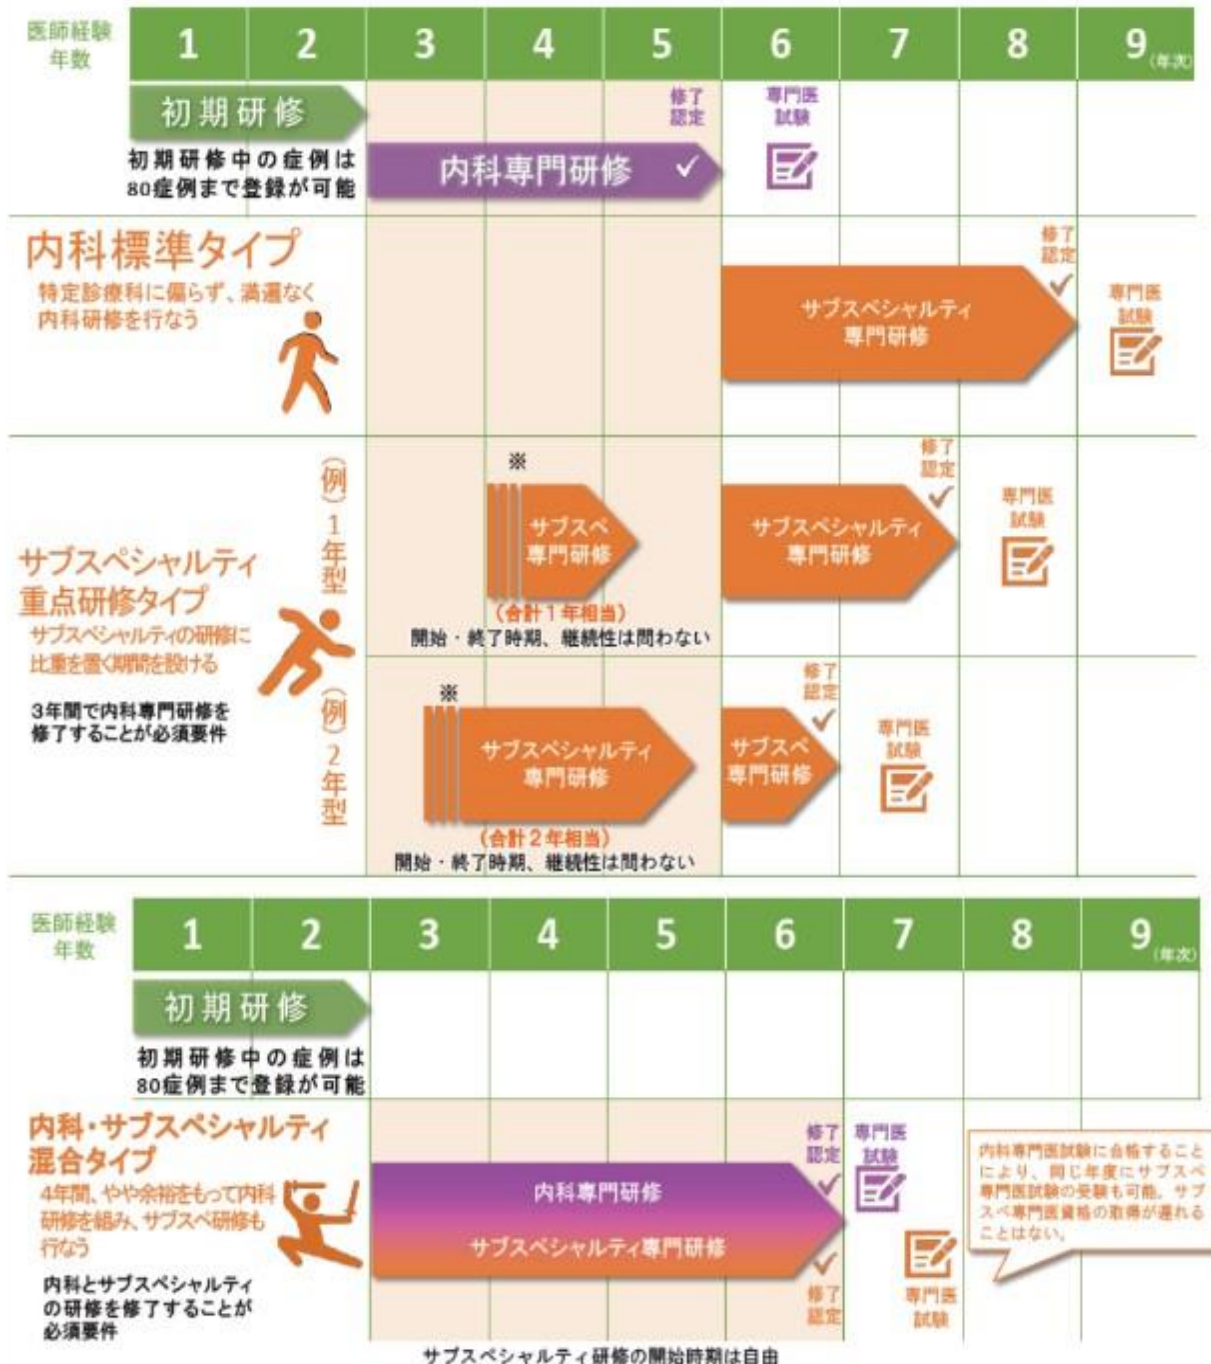 医師経験
年数
1 2 3 4 5 6 7 8 9(年次)
初期研修
初期研修中の症例は
80症例まで登録が可能
修了
認定
専門医
試験
内科専門研修
内科標準タイプ
特定診療科に偏らず、満遍なく
内科研修を行なう
修了
認定
サブスペシャルティ
専門研修
専門医
試験
サブスペシャルティ
重点研修タイプ
サブスペシャルティの研修に
比重を置く期間を設ける
3年間で内科専門研修を
修了することが必須要件
(例)1年型
※
サブスペ
専門研修
(合計1年相当)
開始・終了時期、継続性は問わない
修了
認定
サブスペシャルティ
専門研修
専門医
試験
(例)2年型
※
サブスペシャルティ
専門研修
(合計2年相当)
開始・終了時期、継続性は問わない
修了
認定
サブスペ
専門研修
専門医
試験
医師経験
年数
1 2 3 4 5 6 7 8 9(年次)
初期研修
初期研修中の症例は
80症例まで登録が可能
内科・サブスペシャルティ
混合タイプ
4年間、やや余裕をもって内科
研修を組み、サブスペ研修も
行なう
内科とサブスペシャルティ
の研修を修了することが
必須要件
内科専門研修
サブスペシャルティ専門研修
修了
認定
専門医
試験
修了
認定
専門医
試験
内科専門医試験に合格すること
により、同じ年度にサブスペ
専門医試験の受験も可能。サブ
スペ専門医資格の取得が遅れる
ことはない。
サブスペシャルティ研修の開始時期は自由